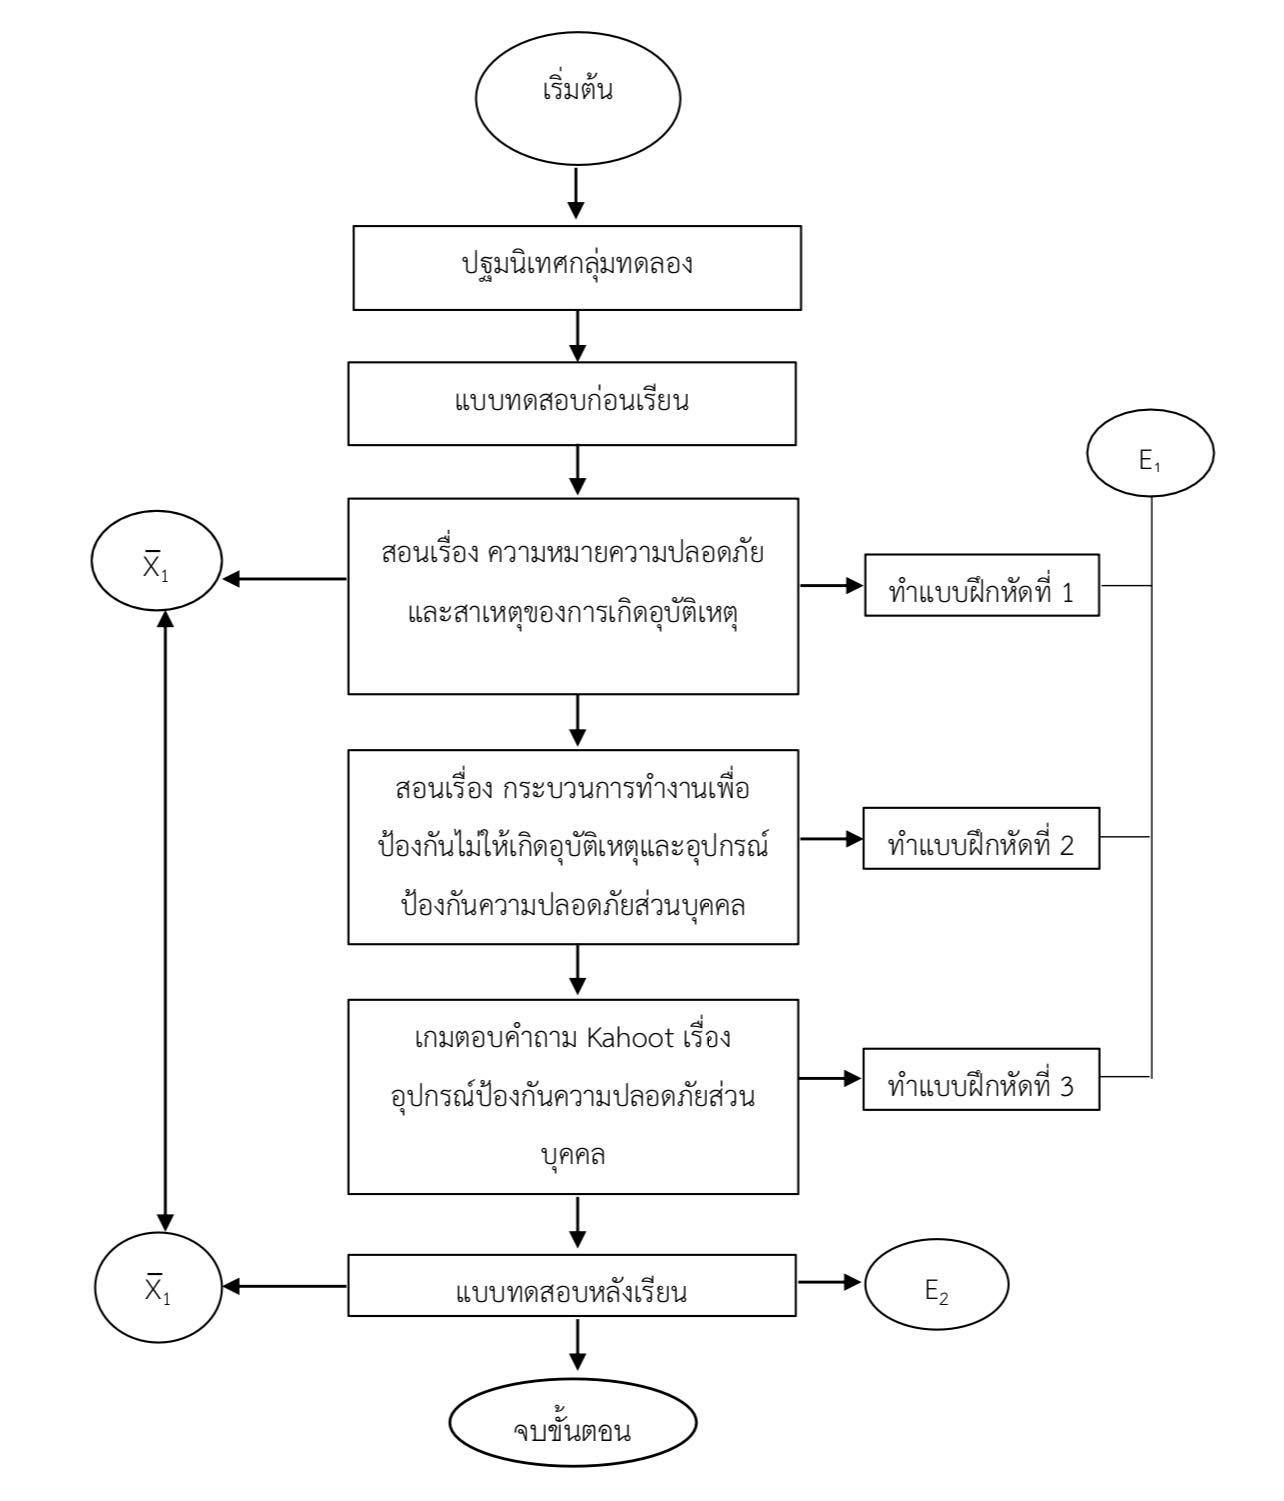 เริ่มต้น
ปฐมนิเทศกลุ่มทดลอง
แบบทดสอบก่อนเรียน
E₁
X̅₁
สอนเรื่อง ความหมายความปลอดภัย
และสาเหตุของการเกิดอุบัติเหตุ
ทำแบบฝึกหัดที่ 1
สอนเรื่อง กระบวนการทำงานเพื่อ
ป้องกันไม่ให้เกิดอุบัติเหตุและอุปกรณ์
ป้องกันความปลอดภัยส่วนบุคคล
ทำแบบฝึกหัดที่ 2
เกมตอบคำถาม Kahoot เรื่อง
อุปกรณ์ป้องกันความปลอดภัยส่วน
บุคคล
ทำแบบฝึกหัดที่ 3
X̅₁
แบบทดสอบหลังเรียน
E₂
จบขั้นตอน